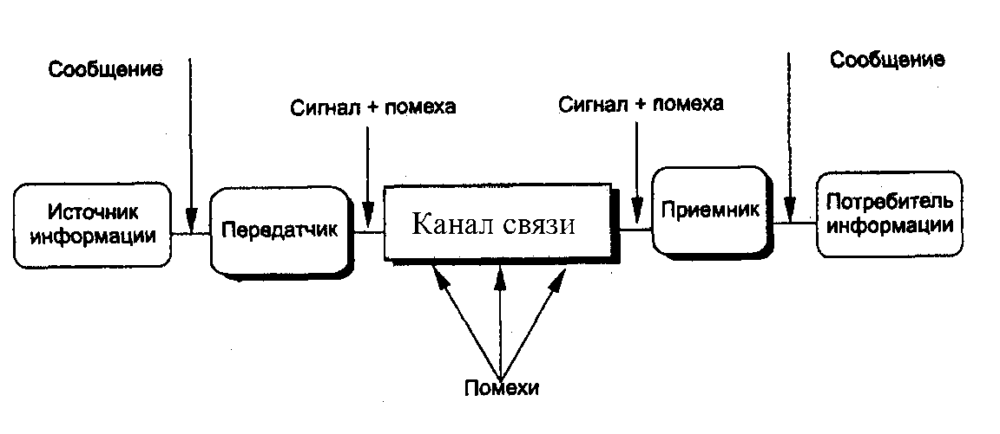 Сообщение
Сообщение
Сигнал + помеха
Сигнал + помеха
Источник
информации
Передатчик
Канал связи
Приемник
Потребитель
информации
Помехи